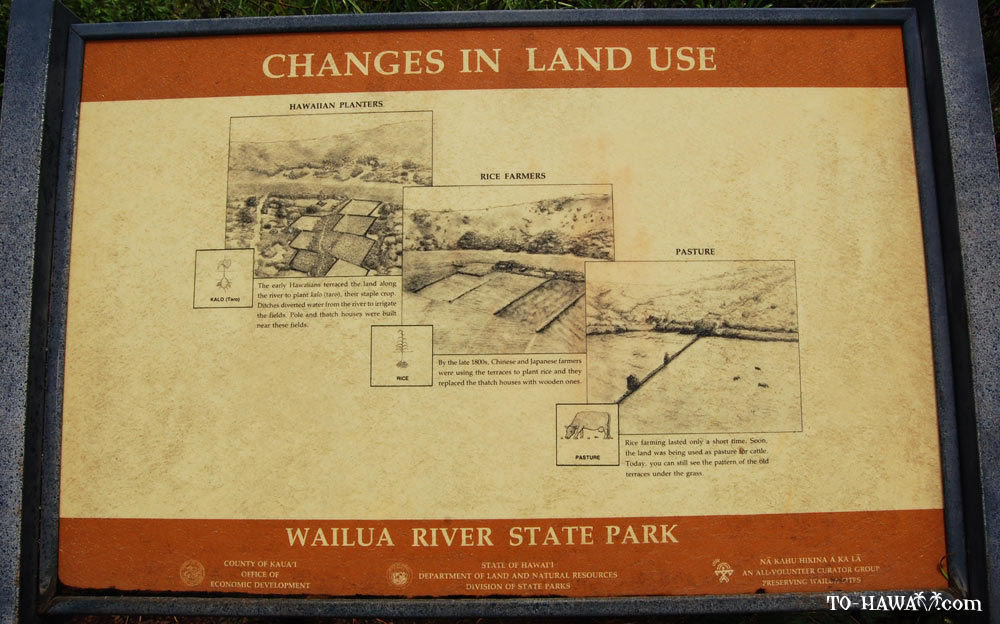 CHANGES IN LAND USE
HAWAIIAN PLANTERS
KALO (Taro)
The early Hawaiians terraced the land along
the river to plant kalo (taro), their staple crop.
Ditches diverted water from the river to irrigate
the fields. Pole and thatch houses were built
near these fields.
RICE FARMERS
RICE
By the late 1800s, Chinese and Japanese farmers
were using the terraces to plant rice and they
replaced the thatch houses with wooden ones.
PASTURE
PASTURE
Rice farming lasted only a short time. Soon,
the land was being used as pasture for cattle.
Today, you can still see the pattern of the old
terraces under the grass.
WAILUA RIVER STATE PARK
COUNTY OF KAUA'I
OFFICE OF
ECONOMIC DEVELOPMENT
STATE OF HAWAI'I
DEPARTMENT OF LAND AND NATURAL RESOURCES
DIVISION OF STATE PARKS
NĀ KAHU HIKINA A KA LĀ
AN ALL-VOLUNTEER CURATOR GROUP
PRESERVING WAILUA SITES
TO-HAWAII.com